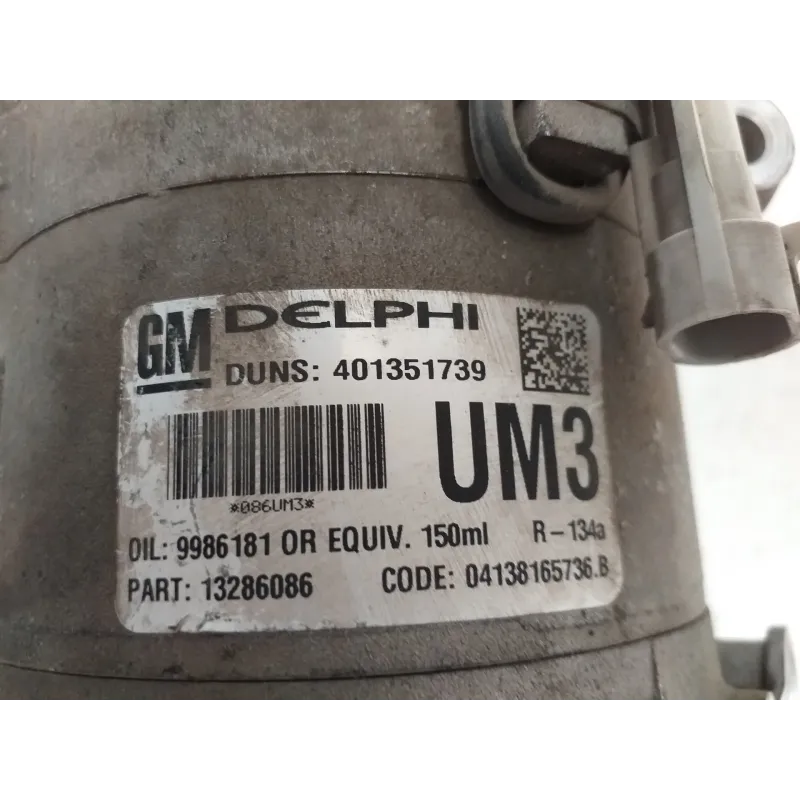 GM DELPHI
DUNS: 401351739
UM3
*086UM3*
OIL: 9986181 OR EQUIV. 150ml R-134a
PART: 13286086 CODE: 04138165736.B